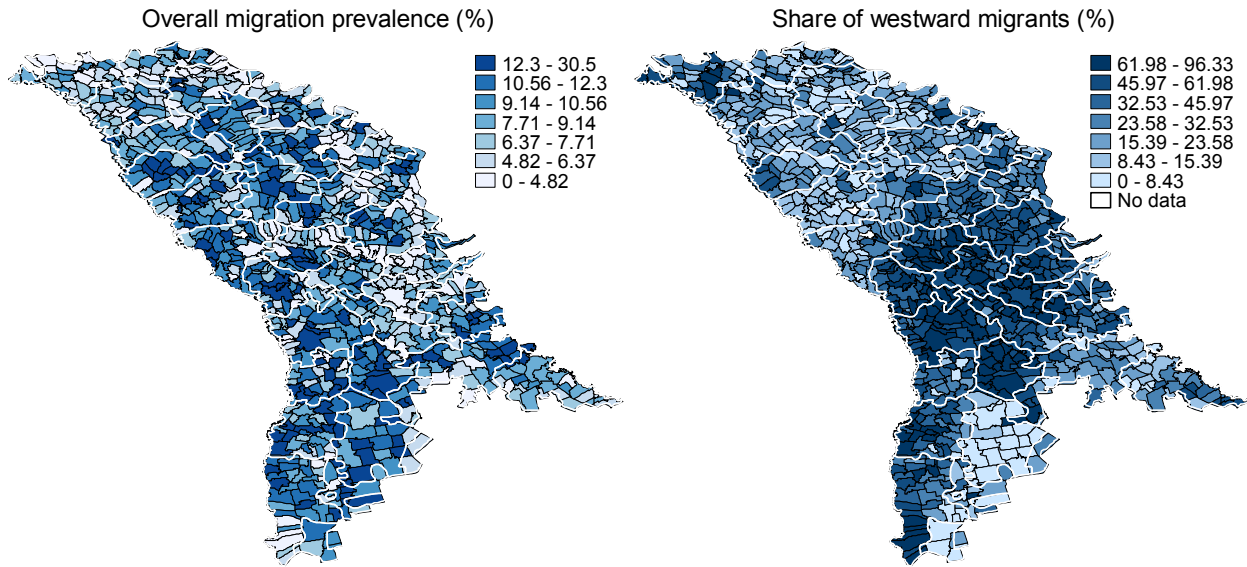 Overall migration prevalence (%)
12.3 - 30.5
10.56 - 12.3
9.14 - 10.56
7.71 - 9.14
6.37 - 7.71
4.82 - 6.37
0 - 4.82
Share of westward migrants (%)
61.98 - 96.33
45.97 - 61.98
32.53 - 45.97
23.58 - 32.53
15.39 - 23.58
8.43 - 15.39
0 - 8.43
No data